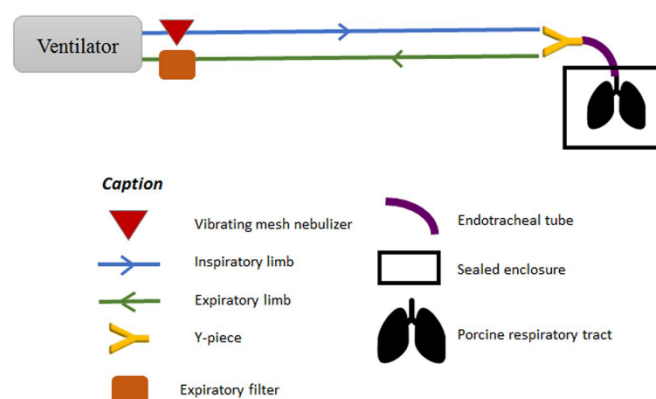 Ventilator
Caption
Vibrating mesh nebulizer
Inspiratory limb
Expiratory limb
Y-piece
Expiratory filter
Endotracheal tube
Sealed enclosure
Porcine respiratory tract